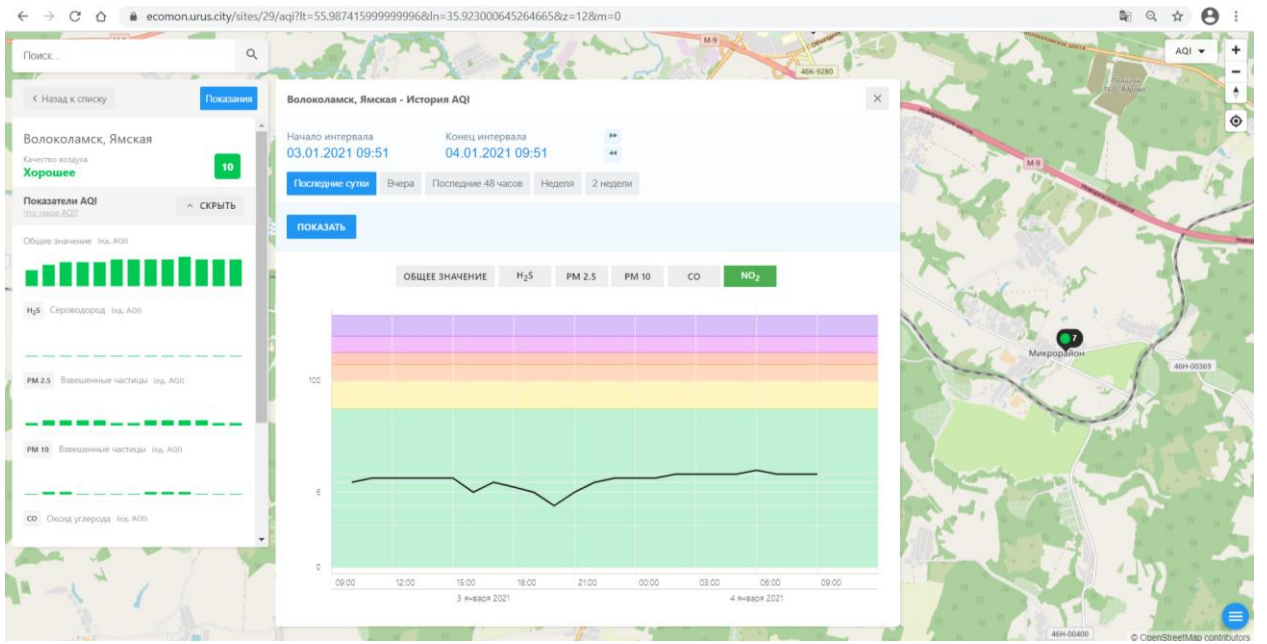 ecomon.urus.city/sites/29/aqi?lt=55.987415999999996&ln=35.923000645264665&z=12&m=0
Поиск...
М-9
46К-9280
AQI
Назад к списку
Показания
Волоколамск, Ямская
Качество воздуха
Хорошее
10
Показатели AQI
Что такое AQI?
СКРЫТЬ
Общее значение (ед. AQI)
H₂S Сероводород (ед. AQI)
PM 2.5 Взвешенные частицы (ед. AQI)
PM 10 Взвешенные частицы (ед. AQI)
CO Оксид углерода (ед. AQI)
Волоколамск, Ямская - История AQI
Начало интервала
Конец интервала
03.01.2021 09:51
04.01.2021 09:51
Последние сутки
Вчера
Последние 48 часов
Неделя
2 недели
ПОКАЗАТЬ
ОБЩЕЕ ЗНАЧЕНИЕ
H₂S
PM 2.5
PM 10
CO
NO₂
100
6
0
09:00 12:00 15:00 18:00 21:00 00:00 03:00 06:00 09:00
3 января 2021
4 января 2021
М-9
7
Микрорайон
46Н-00369
46Н-00400
© OpenStreetMap contributors